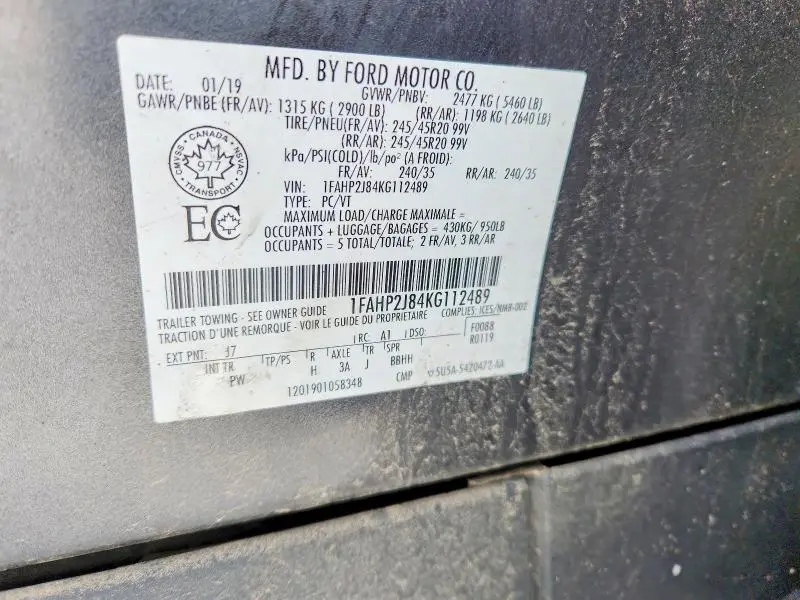 MFD. BY FORD MOTOR CO.
DATE: 01/19 GVWR/PNBV: 2477 KG ( 5460 LB)
GAWR/PNBE (FR/AV): 1315 KG ( 2900 LB) (RR/AR): 1198 KG ( 2640 LB)
TIRE/PNEU(FR/AV): 245/45R20 99V
(RR/AR): 245/45R20 99V
kPa/PSI(COLD)/lb/po² (A FROID):
FR/AV: 240/35 RR/AR: 240/35
CANADA
CMVSS NSVAC
977
TRANSPORT
VIN: 1FAHP2J84KG112489
TYPE: PC/VT
EC
MAXIMUM LOAD/CHARGE MAXIMALE =
OCCUPANTS + LUGGAGE/BAGAGES = 430KG/ 950LB
OCCUPANTS = 5 TOTAL/TOTALE; 2 FR/AV, 3 RR/AR
1FAHP2J84KG112489
TRAILER TOWING - SEE OWNER GUIDE COMPLIES: ICES/NMB-002
TRACTION D'UNE REMORQUE - VOIR LE GUIDE DU PROPRIETAIRE
RC: A1 DSO: F0088
EXT PNT: J7 R0119
INT TR TP/PS R AXLE TR SPR
PW H 3A J BBHH
1201901058348 CMP 5U5A-5420472-AA